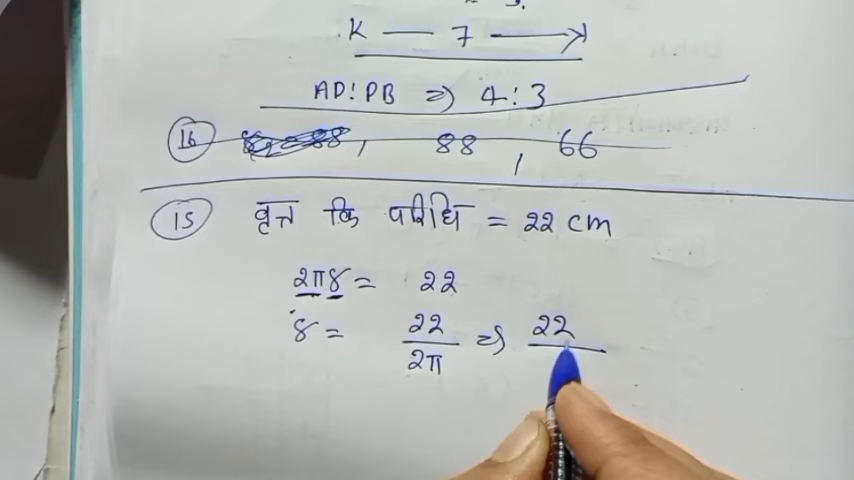 K — 7 →
AD:PB ⇒ 4:3
(16) 88, 66
(15) वृत्त कि परिधि = 22 cm
2πr = 22
r = 22/2π ⇒ 22